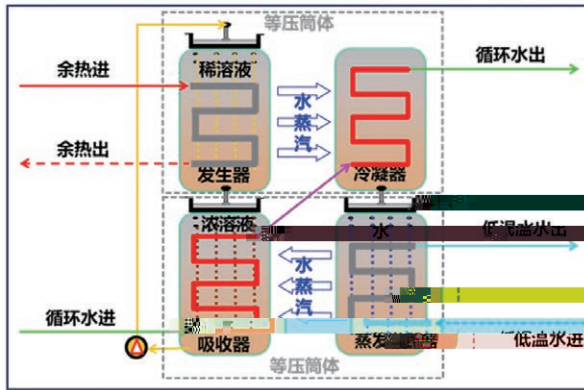 等压筒体
稀溶液
循环水出
余热进
水蒸汽
余热出
发生器
冷凝器
浓溶液
水
低温水出
水蒸汽
循环水进
吸收器
蒸发
低温水进
等压筒体